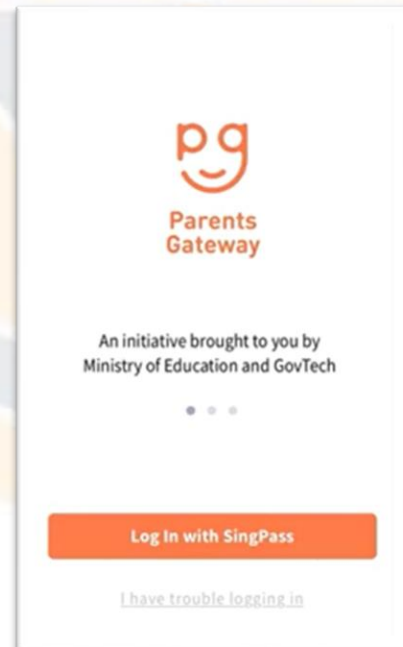 pg
Parents
Gateway
An initiative brought to you by
Ministry of Education and GovTech
Log In with SingPass
I have trouble logging in